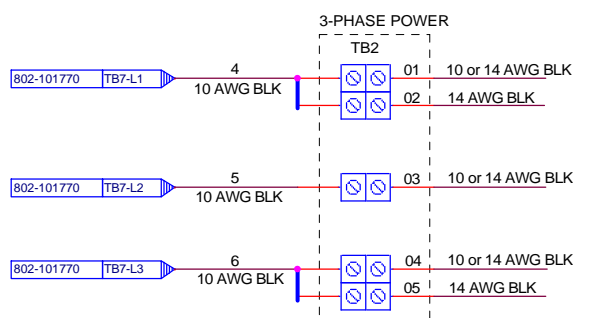 3-PHASE POWER
TB2
802-101770 TB7-L1 4 01 10 or 14 AWG BLK
10 AWG BLK 02 14 AWG BLK
802-101770 TB7-L2 5 03 10 or 14 AWG BLK
10 AWG BLK
802-101770 TB7-L3 6 04 10 or 14 AWG BLK
10 AWG BLK 05 14 AWG BLK